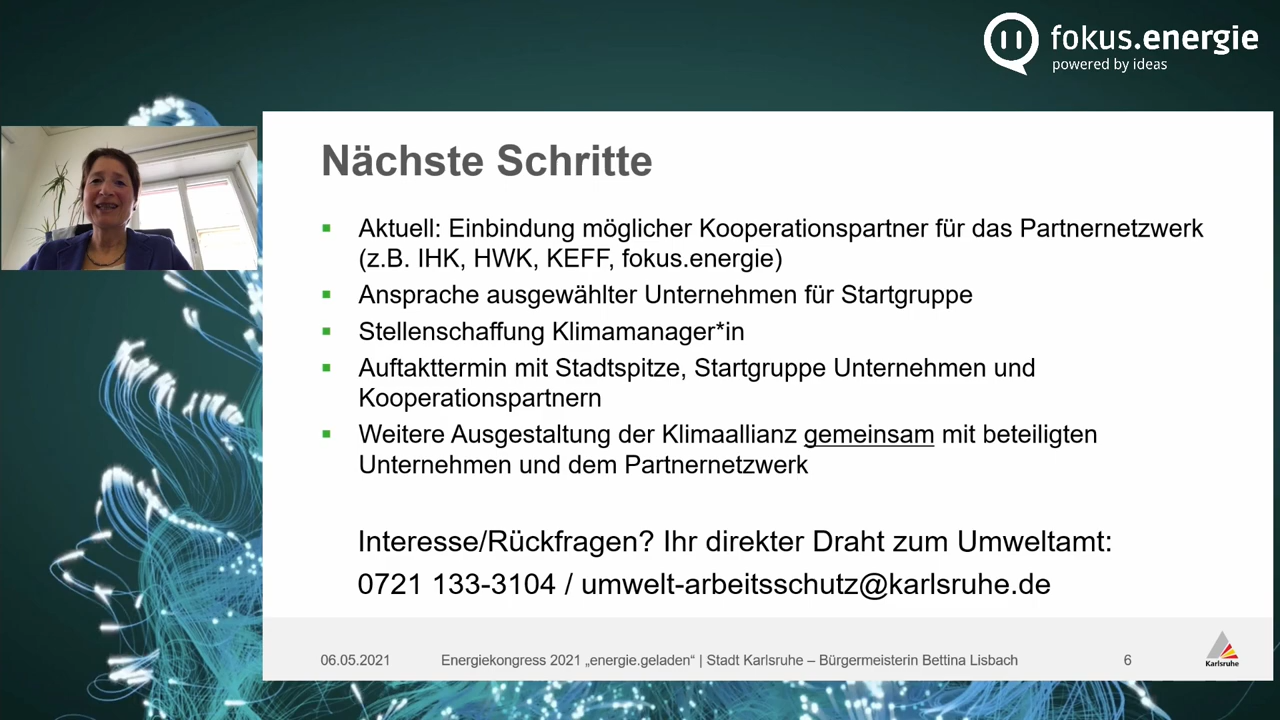 fokus.energie
powered by ideas
Nächste Schritte
▪ Aktuell: Einbindung möglicher Kooperationspartner für das Partnernetzwerk
(z.B. IHK, HWK, KEFF, fokus.energie)
▪ Ansprache ausgewählter Unternehmen für Startgruppe
▪ Stellenschaffung Klimamanager*in
▪ Auftakttermin mit Stadtspitze, Startgruppe Unternehmen und
Kooperationspartnern
▪ Weitere Ausgestaltung der Klimaallianz gemeinsam mit beteiligten
Unternehmen und dem Partnernetzwerk
Interesse/Rückfragen? Ihr direkter Draht zum Umweltamt:
0721 133-3104 / umwelt-arbeitsschutz@karlsruhe.de
06.05.2021 Energiekongress 2021 „energie.geladen“ | Stadt Karlsruhe – Bürgermeisterin Bettina Lisbach 6
Karlsruhe